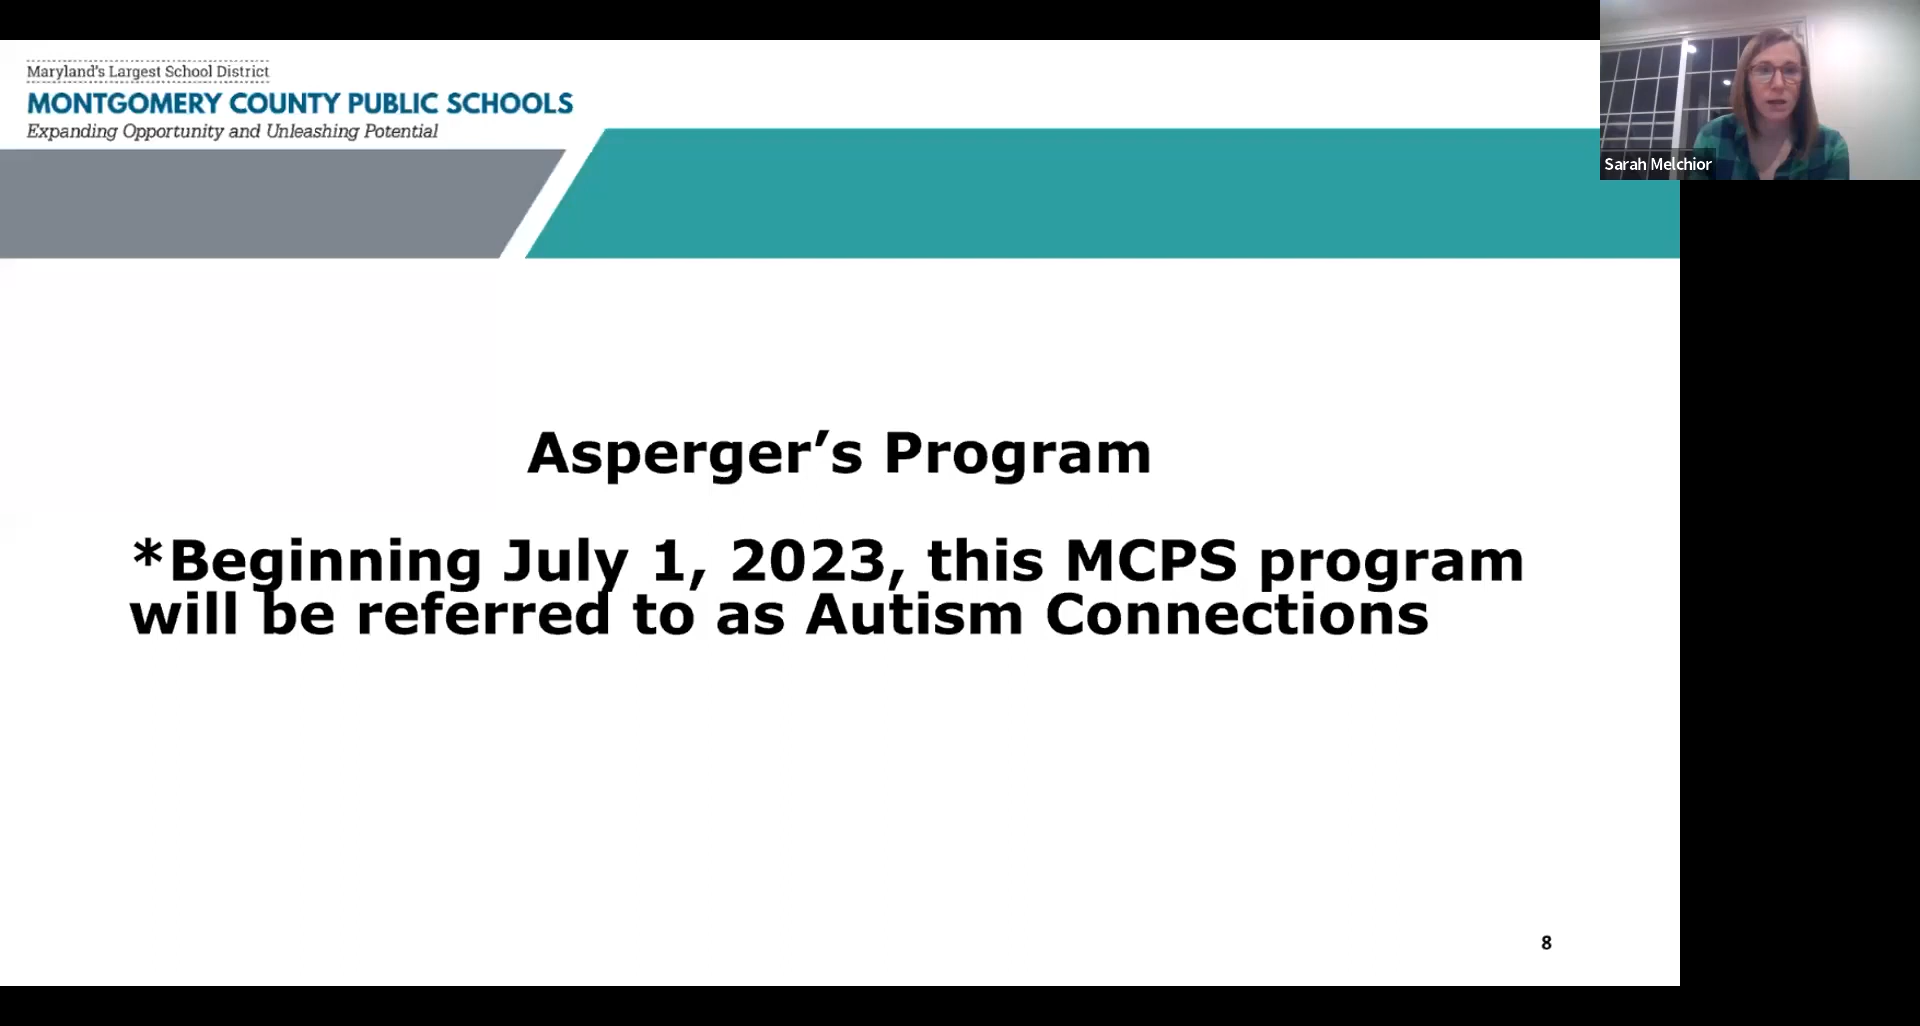 Maryland's Largest School District
MONTGOMERY COUNTY PUBLIC SCHOOLS
Expanding Opportunity and Unleashing Potential
Sarah Melchior
Asperger’s Program
*Beginning July 1, 2023, this MCPS program
will be referred to as Autism Connections
8